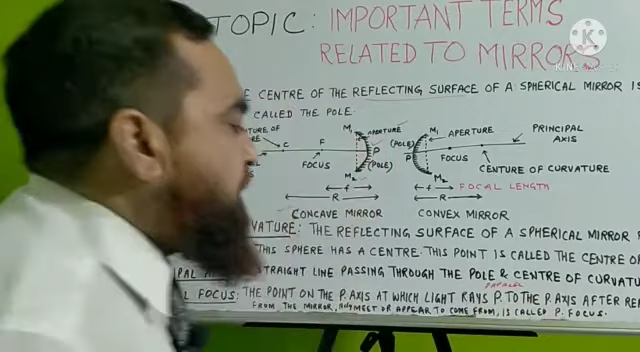 TOPIC: IMPORTANT TERMS
RELATED TO MIRRORS
K
CENTRE OF THE REFLECTING SURFACE OF A SPHERICAL MIRROR IS
CALLED THE POLE.
M₁ APERTURE
M₁ APERTURE
PRINCIPAL AXIS
C F P (POLE)
(POLE) P
FOCUS
M₂
FOCUS
CENTURE OF CURVATURE
M₂
f
R
f FOCAL LENGTH
R
CONCAVE MIRROR
CONVEX MIRROR
VATURE: THE REFLECTING SURFACE OF A SPHERICAL MIRROR
THIS SPHERE HAS A CENTRE. THIS POINT IS CALLED THE CENTRE OF
STRAIGHT LINE PASSING THROUGH THE POLE & CENTRE OF CURVATU
PARALLEL
FOCUS: THE POINT ON THE P. AXIS AT WHICH LIGHT RAYS P. TO THE P. AXIS AFTER RE
FROM THE MIRROR, MEET OR APPEAR TO COME FROM, IS CALLED P. FOCUS.